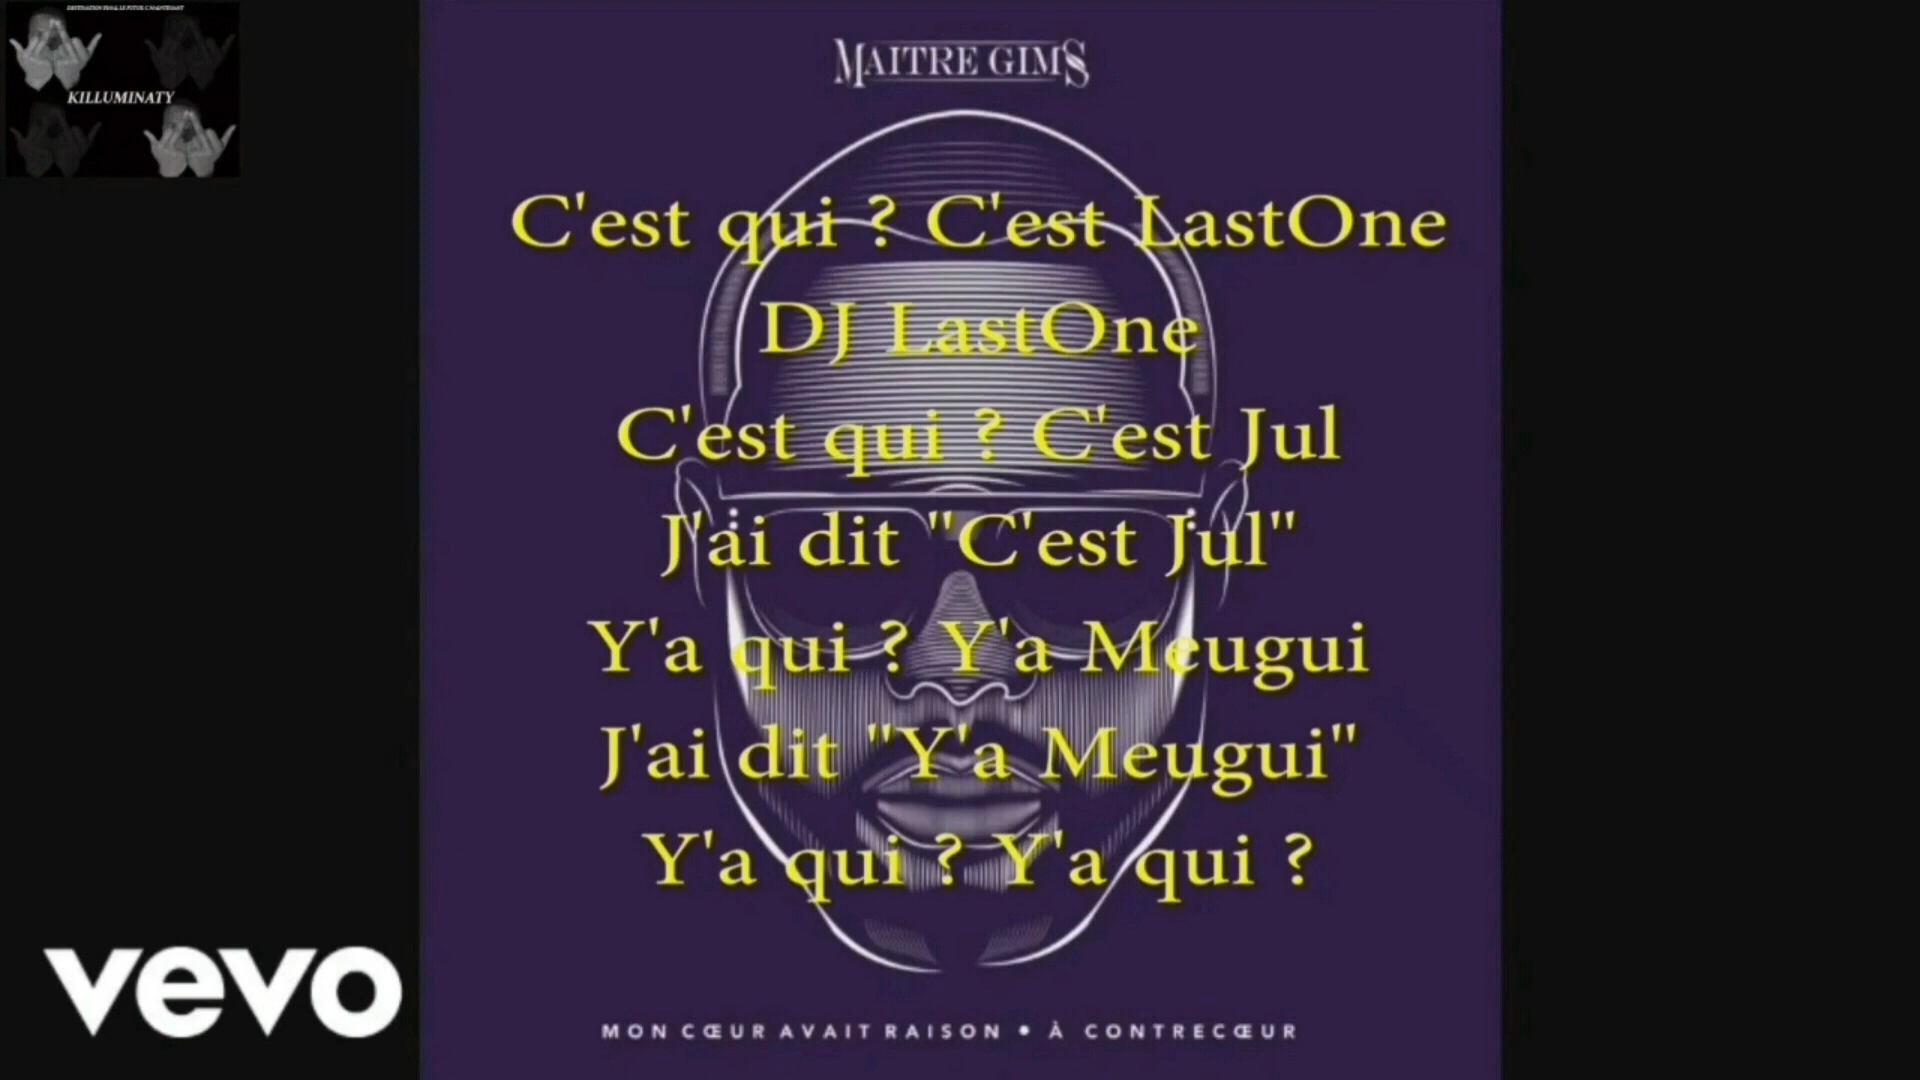 KILLUMINATY
MAITRE GIMS
C'est qui ? C'est LastOne
DJ LastOne
C'est qui ? C'est Jul
J'ai dit "C'est Jul"
Y'a qui ? Y'a Meugui
J'ai dit "Y'a Meugui"
Y'a qui ? Y'a qui ?
vevo
MON CŒUR AVAIT RAISON • À CONTRECŒUR